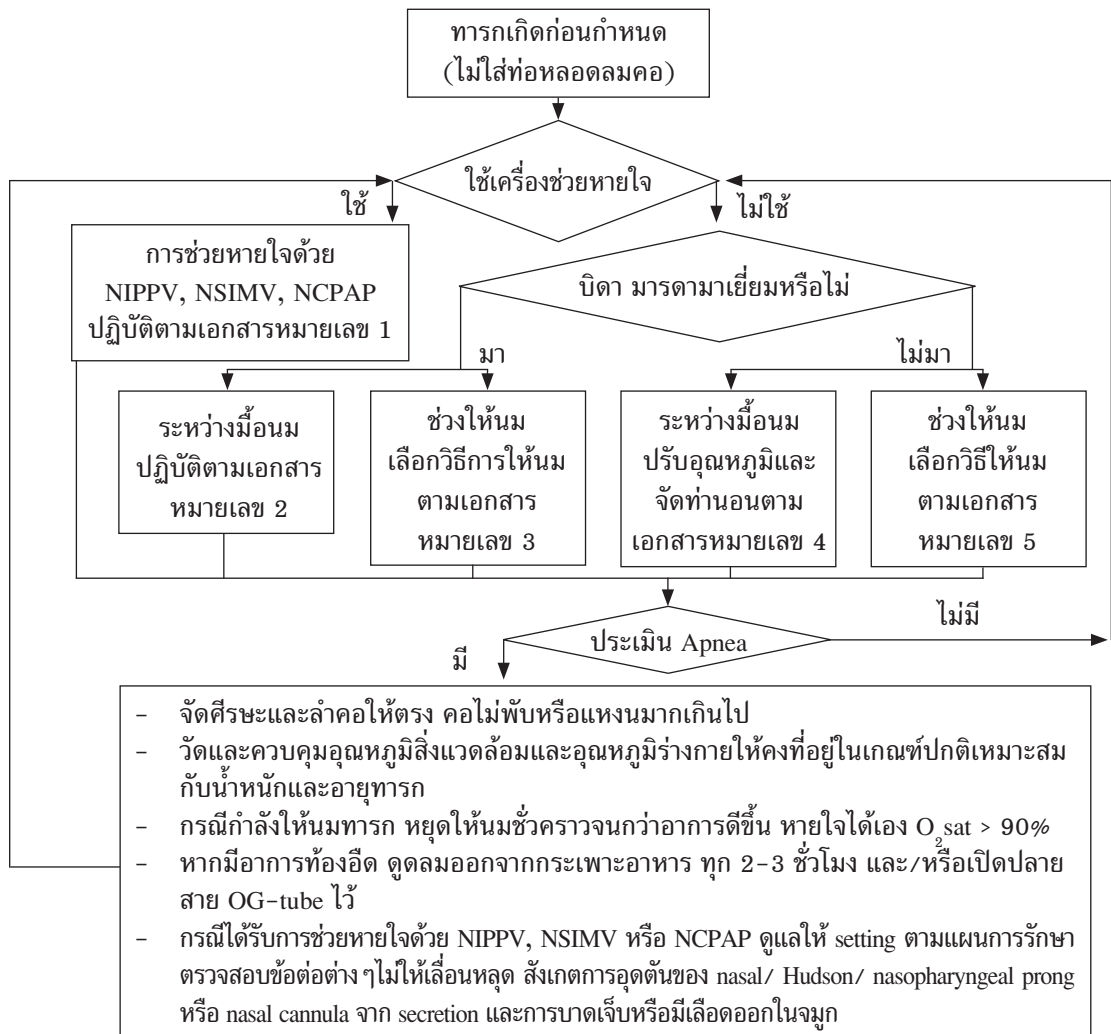 ทารกเกิดก่อนกำหนด
(ไม่ใส่ท่อหลอดลมคอ)
ใช้เครื่องช่วยหายใจ
ใช้
ไม่ใช้
การช่วยหายใจด้วย
NIPPV, NSIMV, NCPAP
ปฏิบัติตามเอกสารหมายเลข 1
บิดา มารดามาเยี่ยมหรือไม่
มา
ไม่มา
ระหว่างมื้อนม
ปฏิบัติตามเอกสาร
หมายเลข 2
ช่วงให้นม
เลือกวิธีการให้นม
ตามเอกสาร
หมายเลข 3
ระหว่างมื้อนม
ปรับอุณหภูมิและ
จัดท่านอนตาม
เอกสารหมายเลข 4
ช่วงให้นม
เลือกวิธีให้นม
ตามเอกสาร
หมายเลข 5
ประเมิน Apnea
ไม่มี
มี
- จัดศีรษะและลำคอให้ตรง คอไม่พับหรือแหงนมากเกินไป
- วัดและควบคุมอุณหภูมิสิ่งแวดล้อมและอุณหภูมิร่างกายให้คงที่อยู่ในเกณฑ์ปกติเหมาะสม
กับน้ำหนักและอายุทารก
- กรณีกำลังให้นมทารก หยุดให้นมชั่วคราวจนกว่าอาการดีขึ้น หายใจได้เอง O₂sat > 90%
- หากมีอาการท้องอืด ดูดลมออกจากกระเพาะอาหาร ทุก 2-3 ชั่วโมง และ/หรือเปิดปลาย
สาย OG-tube ไว้
- กรณีได้รับการช่วยหายใจด้วย NIPPV, NSIMV หรือ NCPAP ดูแลให้ setting ตามแผนการรักษา
ตรวจสอบข้อต่อต่าง ๆไม่ให้เลื่อนหลุด สังเกตการอุดตันของ nasal/ Hudson/ nasopharyngeal prong
หรือ nasal cannula จาก secretion และการบาดเจ็บหรือมีเลือดออกในจมูก